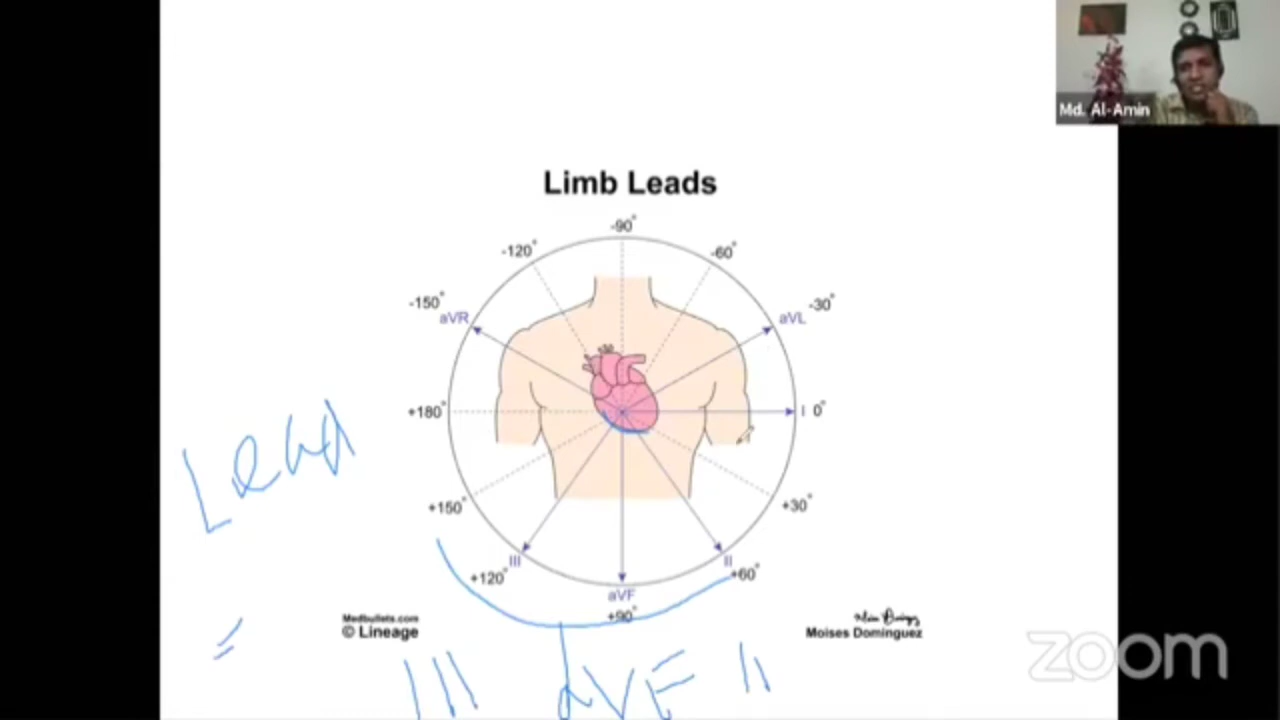 Md. Al-Amin
Limb Leads
-90°
-120°
-60°
-150°
aVR
aVL
-30°
+180°
I 0°
Lead
+150°
+30°
III
+120°
II
+60°
aVF
+90°
Medbullets.com
© Lineage
Moises Dominguez
=
III aVF II
zoom